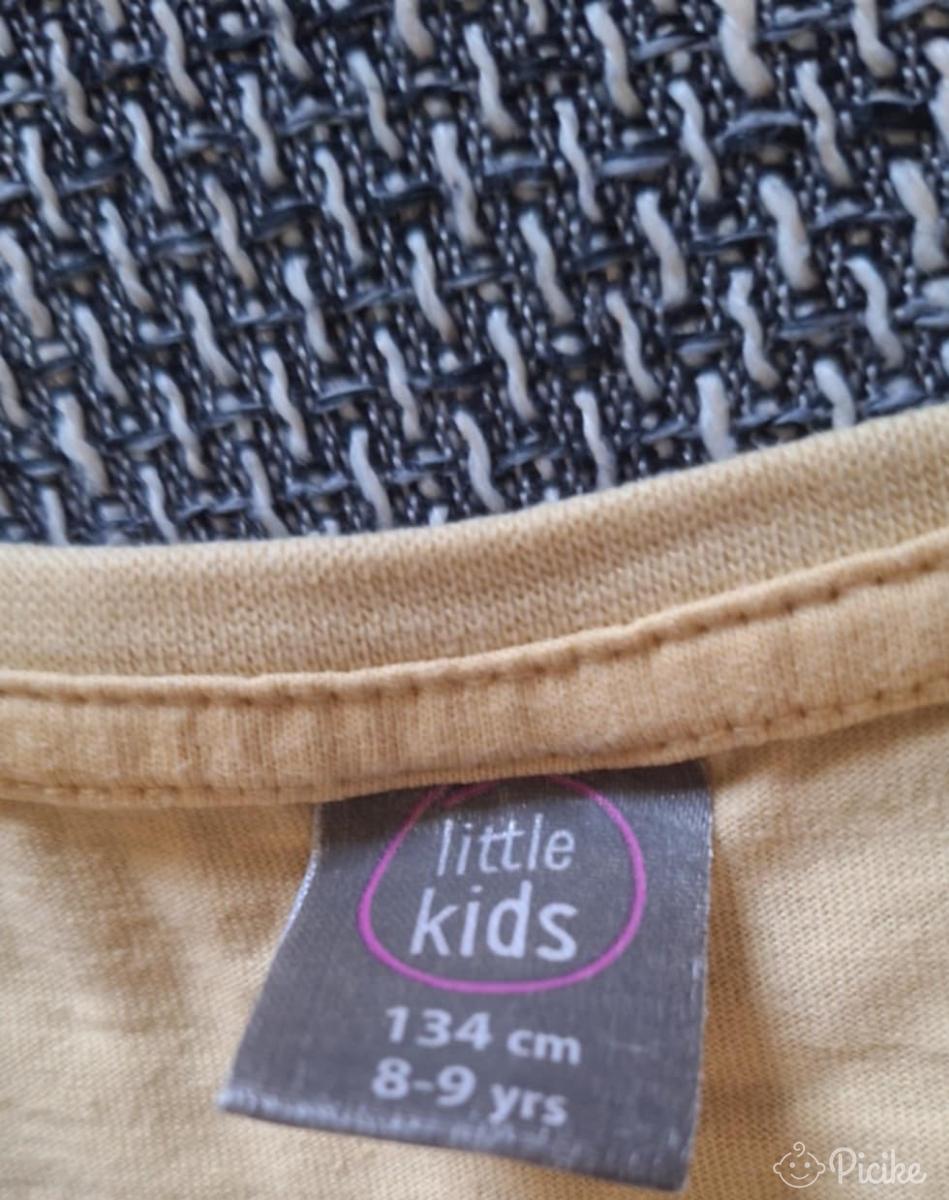 little
kids
134 cm
8-9 yrs
Picike